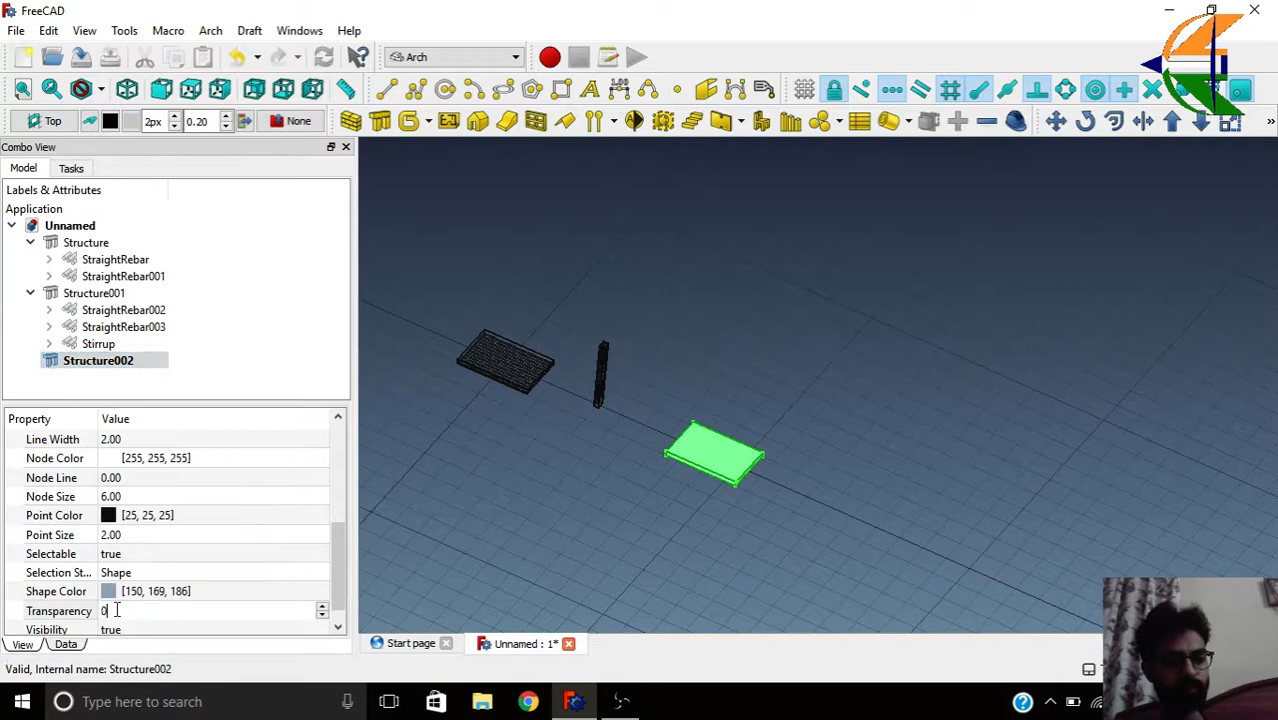 FreeCAD
File Edit View Tools Macro Arch Draft Windows Help
Arch
Top 2px 0.20 None
Combo View
Model Tasks
Labels & Attributes
Application
Unnamed
Structure
StraightRebar
StraightRebar001
Structure001
StraightRebar002
StraightRebar003
Stirrup
Structure002
Property Value
Line Width 2.00
Node Color [255, 255, 255]
Node Line 0.00
Node Size 6.00
Point Color [25, 25, 25]
Point Size 2.00
Selectable true
Selection St... Shape
Shape Color [150, 169, 186]
Transparency 0
Visibility true
View Data
Start page Unnamed : 1*
Valid, Internal name: Structure002
Type here to search